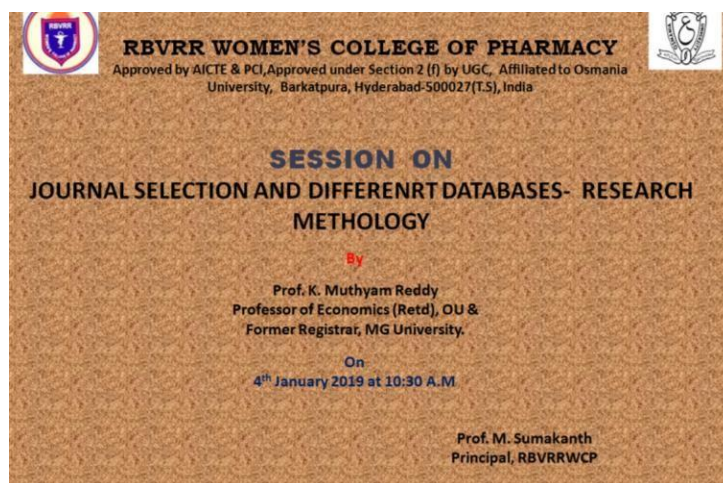 RBVRR
RBVRR WOMEN'S COLLEGE OF PHARMACY
Approved by AICTE & PCI,Approved under Section 2 (f) by UGC, Affiliated to Osmania
University, Barkatpura, Hyderabad-500027(T.S), India
SESSION ON
JOURNAL SELECTION AND DIFFERENRT DATABASES- RESEARCH
METHOLOGY
By
Prof. K. Muthyam Reddy
Professor of Economics (Retd), OU &
Former Registrar, MG University.
On
4th January 2019 at 10:30 A.M
Prof. M. Sumakanth
Principal, RBVRRWCP